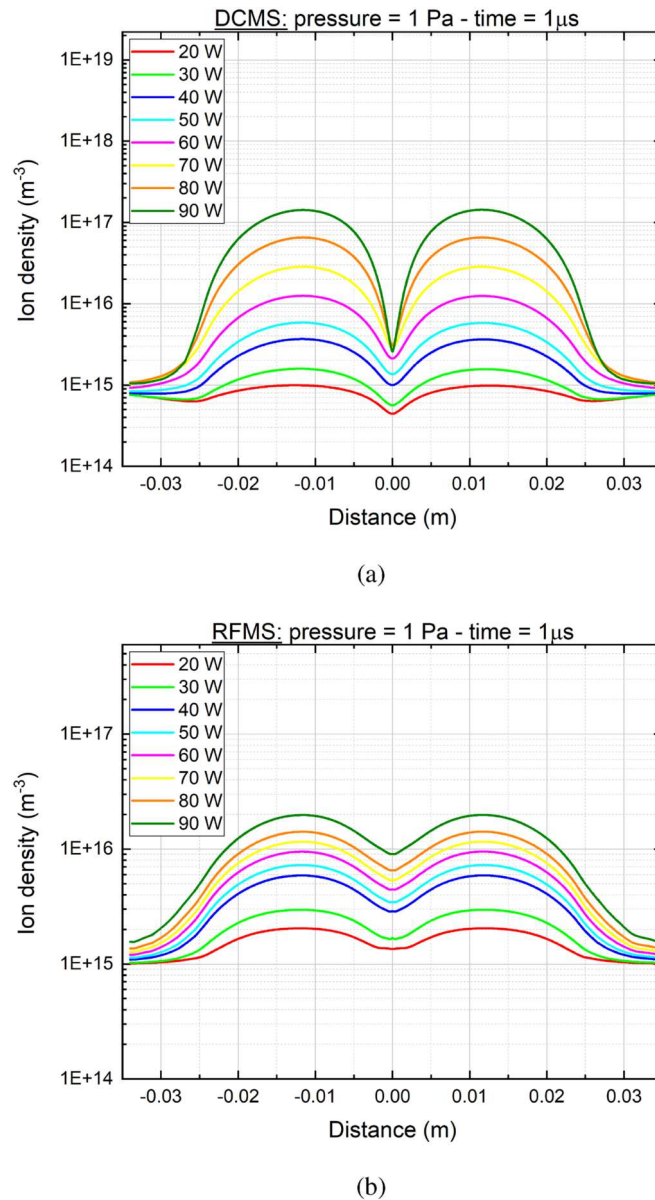 DCMS: pressure = 1 Pa - time = 1μs
20 W
30 W
40 W
50 W
60 W
70 W
80 W
90 W
1E+19
1E+18
1E+17
1E+16
1E+15
1E+14
Ion density (m⁻³)
-0.03 -0.02 -0.01 0.00 0.01 0.02 0.03
Distance (m)
(a)
RFMS: pressure = 1 Pa - time = 1μs
20 W
30 W
40 W
50 W
60 W
70 W
80 W
90 W
1E+17
1E+16
1E+15
1E+14
Ion density (m⁻³)
-0.03 -0.02 -0.01 0.00 0.01 0.02 0.03
Distance (m)
(b)